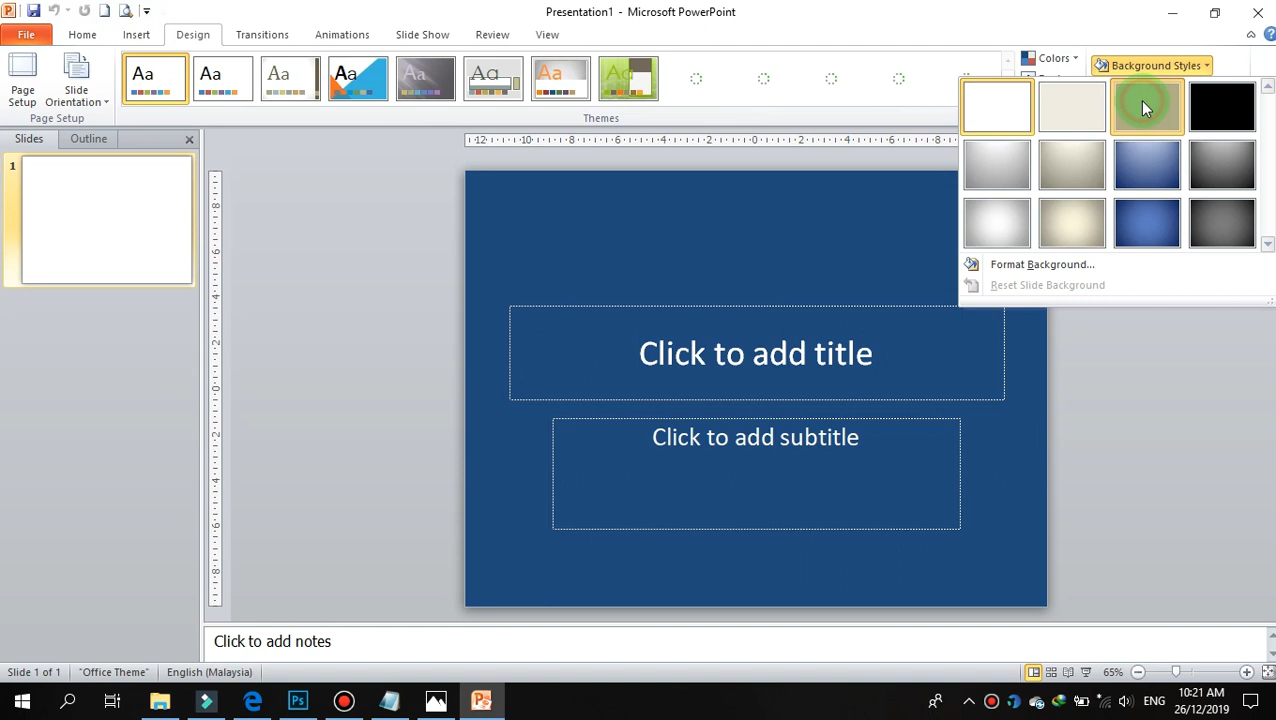 Presentation1 - Microsoft PowerPoint
File Home Insert Design Transitions Animations Slide Show Review View
Page Setup
Slide Orientation
Aa Aa Aa Aa Aa Aa Aa
Colors
Background Styles
Page Setup
Themes
Slides Outline
1
Format Background...
Reset Slide Background
Click to add title
Click to add subtitle
Click to add notes
Slide 1 of 1 "Office Theme" English (Malaysia) 65%
Ps ENG 10:21 AM
26/12/2019